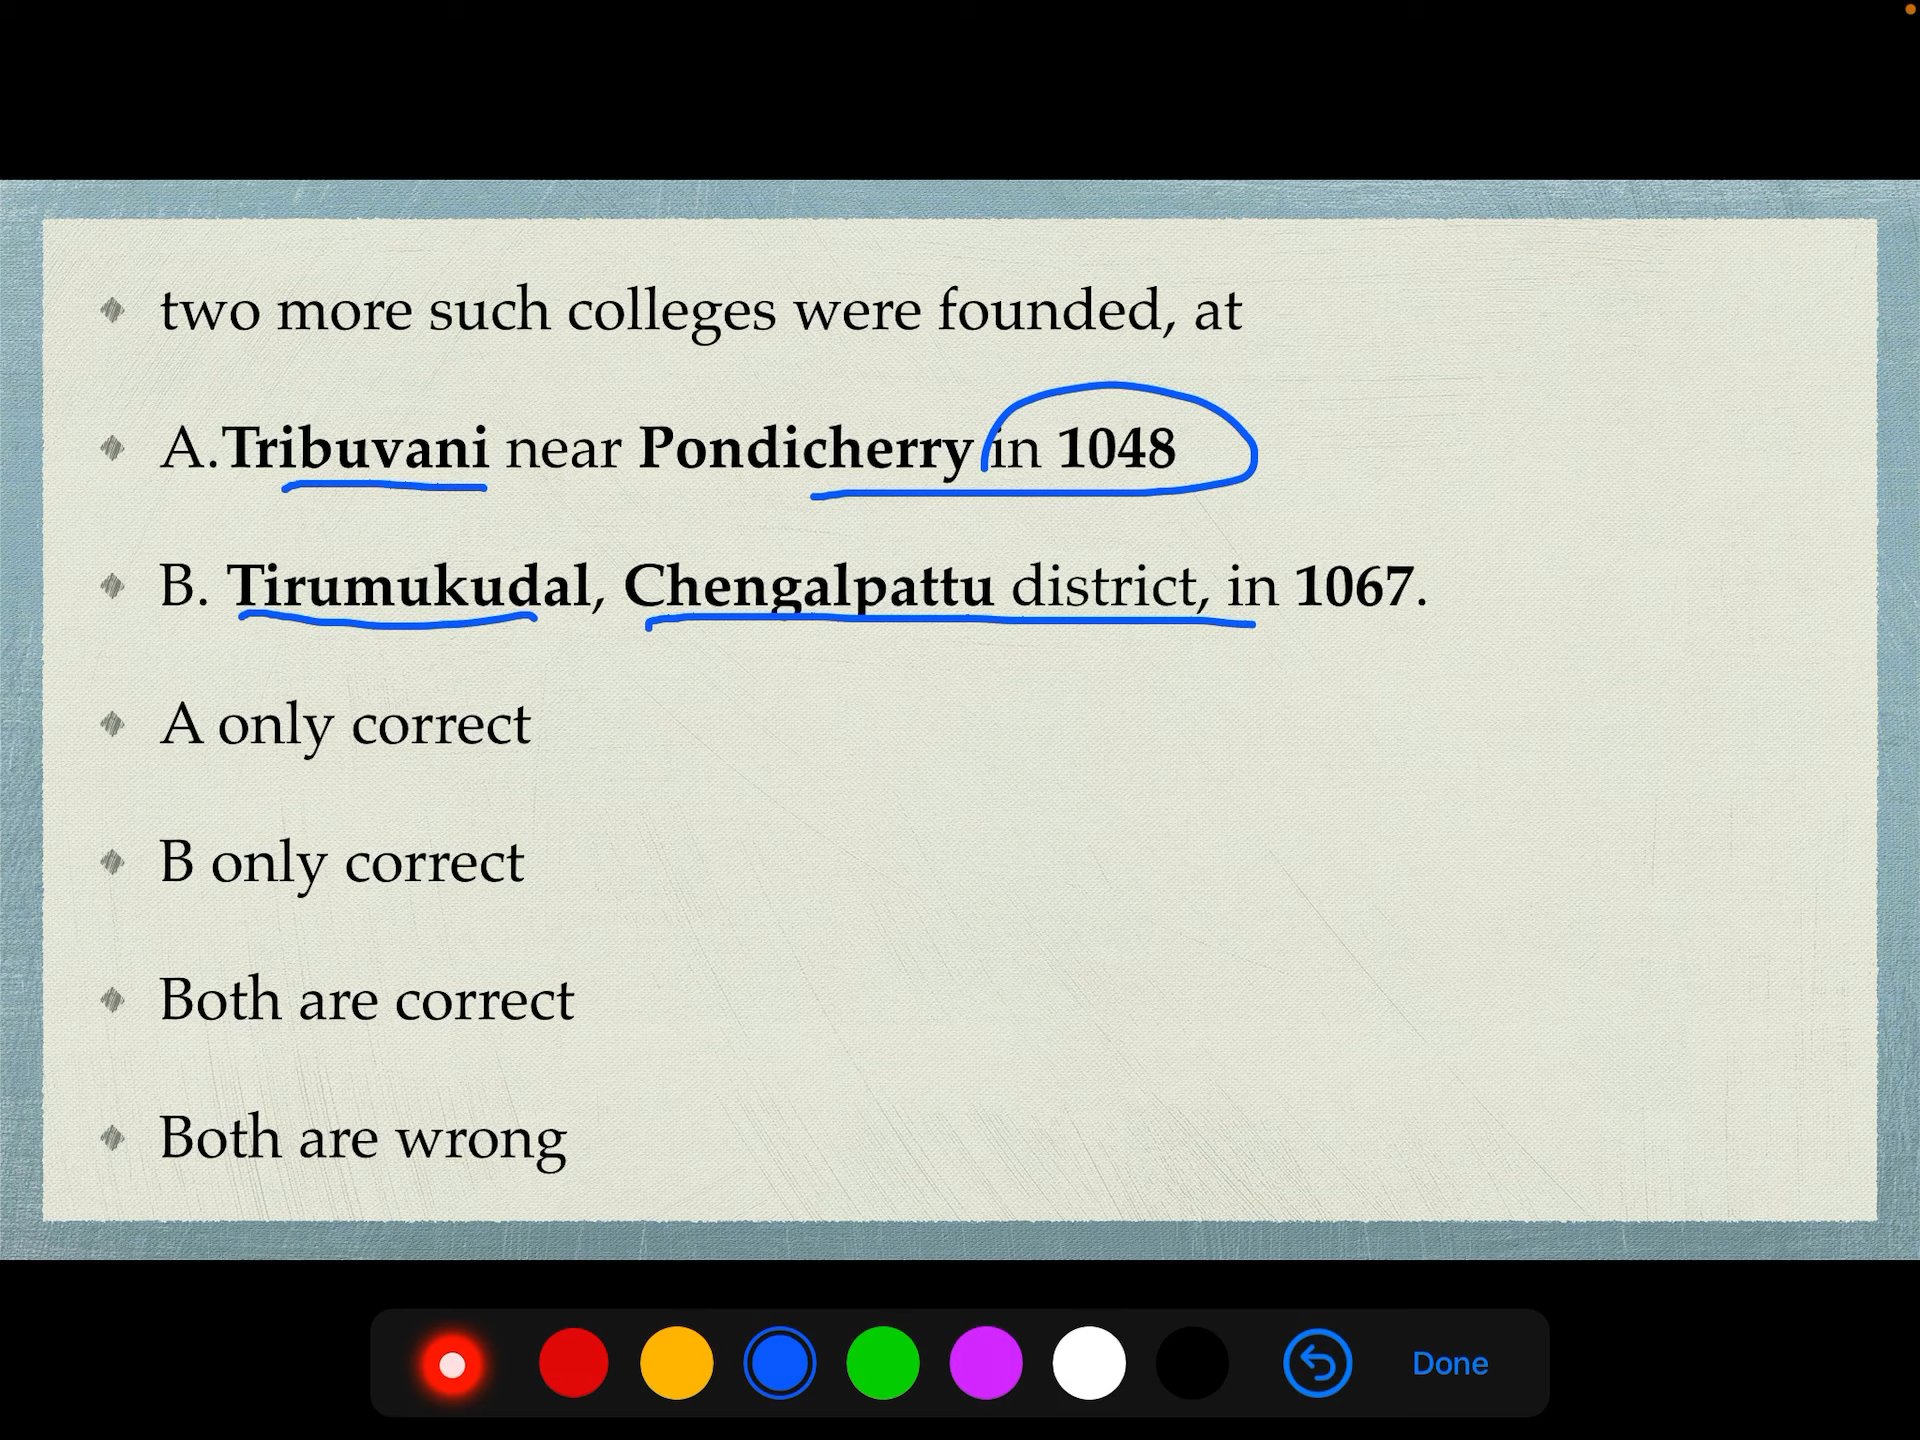 two more such colleges were founded, at
A.Tribuvani near Pondicherry in 1048
B. Tirumukudal, Chengalpattu district, in 1067.
A only correct
B only correct
Both are correct
Both are wrong
Done